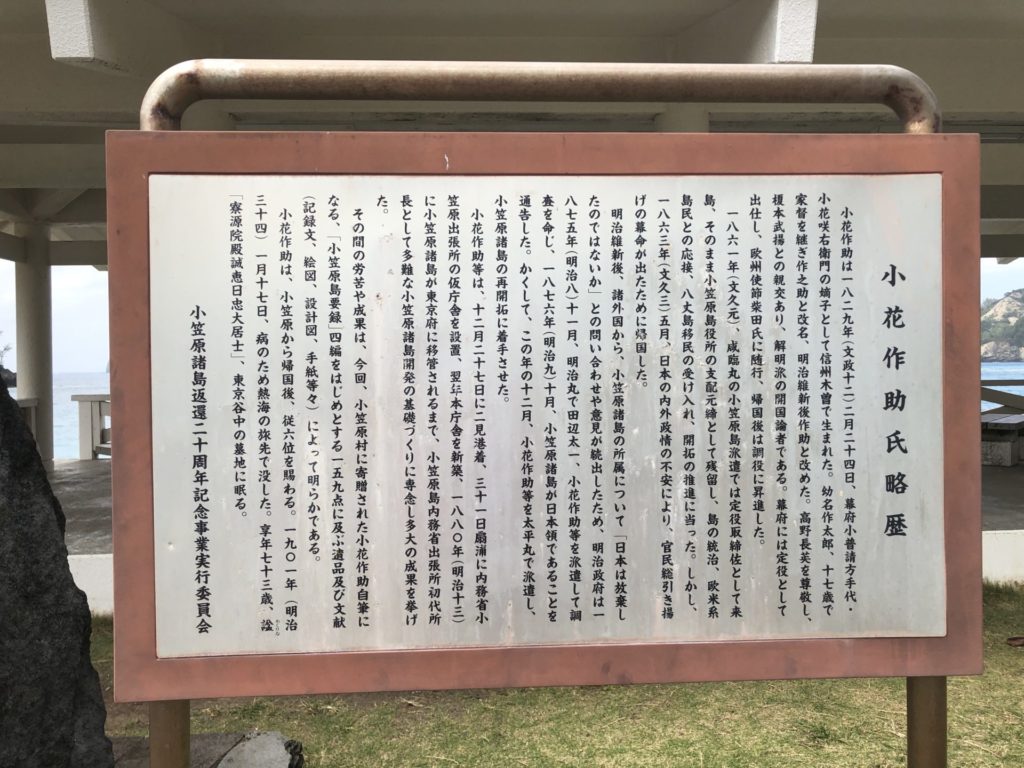 小花作助氏略歴
小花作助は一八二九年(文政十二)二月二十四日、幕府小普請方手代・
小花咲右衛門の嫡子として信州木曽で生まれた。幼名作太郎、十七歳で
家督を継ぎ作之助と改名、明治維新後作助と改めた。高野長英を尊敬し、
榎本武揚との親交あり、解明派の開国論者である。幕府には定役として
出仕し、欧州使節柴田氏に随行、帰国後は調役に昇進した。
一八六一年(文久元)、咸臨丸の小笠原島派遣では定役取締佐として来
島、そのまま小笠原島役所の支配元締として残留し、島の統治、欧米系
島民との応接、八丈島移民の受け入れ、開拓の推進に当った。しかし、
一八六三年(文久三)五月、日本の内外政情の不安により、官民総引き揚
げの幕命が出たために帰国した。
明治維新後、諸外国から、小笠原諸島の所属について「日本は放棄し
たのではないか」との問い合わせや意見が続出したため、明治政府は一
八七五年(明治八)十一月、明治丸で田辺太一、小花作助等を派遣して調
査を命じ、一八七六年(明治九)十月、小笠原諸島が日本領であることを
通告した。かくして、この年の十二月、小花作助等を太平丸で派遣し、
小笠原諸島の再開拓に着手させた。
小花作助等は、十二月二十七日に二見港着、三十一日扇浦に内務省小
笠原出張所の仮庁舎を設置、翌年本庁舎を新築、一八八〇年(明治十三)
に小笠原諸島が東京府に移管されるまで、小笠原島内務省出張所初代所
長として多難な小笠原諸島開発の基礎づくりに専念し多大の成果を挙げ
た。
その間の労苦や成果は、今回、小笠原村に寄贈された小花作助自筆に
なる、「小笠原島要録」四編をはじめとする一五九点に及ぶ遺品及び文献
(記録文、絵図、設計図、手紙等々)によって明らかである。
小花作助は、小笠原から帰国後、従六位を賜わる。一九〇一年(明治
三十四)一月十七日、病のため熱海の旅先で没した。享年七十三歳、諡
「寮源院殿誠恵日忠大居士」、東京谷中の墓地に眠る。
小笠原諸島返還二十周年記念事業実行委員会